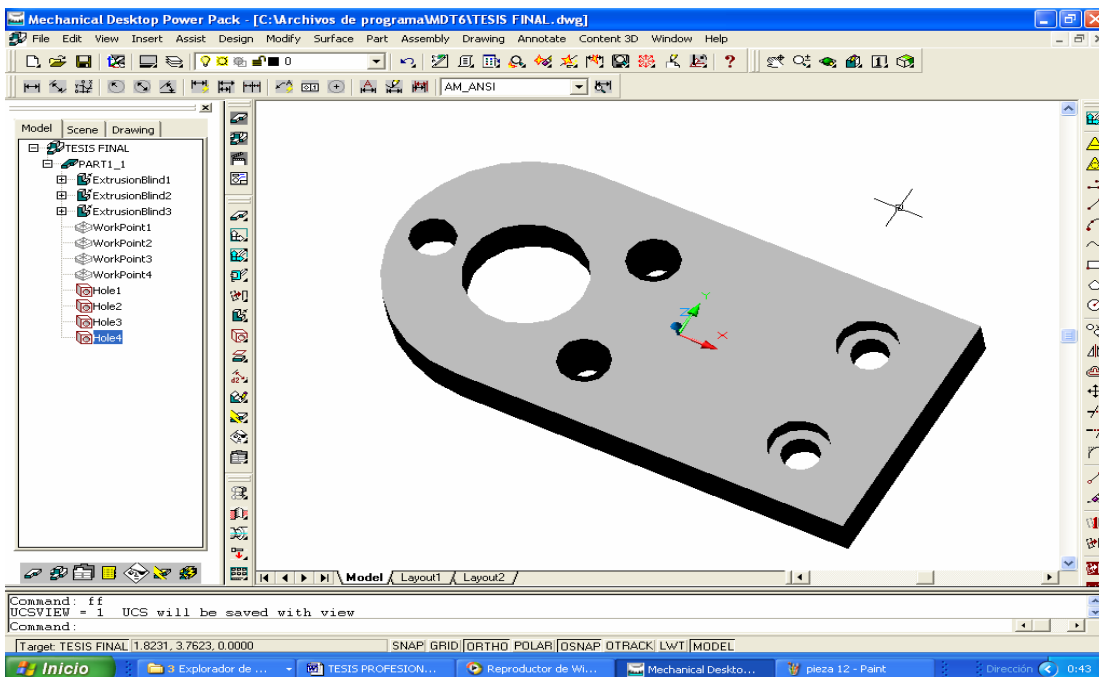 Mechanical Desktop Power Pack - [C:\Archivos de programa\MDT6\TESIS FINAL.dwg]
File Edit View Insert Assist Design Modify Surface Part Assembly Drawing Annotate Content 3D Window Help
0
AM_ANSI
Model Scene Drawing
TESIS FINAL
PART1_1
ExtrusionBlind1
ExtrusionBlind2
ExtrusionBlind3
WorkPoint1
WorkPoint2
WorkPoint3
WorkPoint4
Hole1
Hole2
Hole3
Hole4
Y
Z
X
Model Layout1 Layout2
Command: ff
UCSVIEW = 1 UCS will be saved with view
Command:
Target: TESIS FINAL 1.8231, 3.7623, 0.0000 SNAP GRID ORTHO POLAR OSNAP OTRACK LWT MODEL
Inicio 3 Explorador de ... TESIS PROFESION... Reproductor de Wi... Mechanical Deskto... pieza 12 - Paint Dirección 0:43